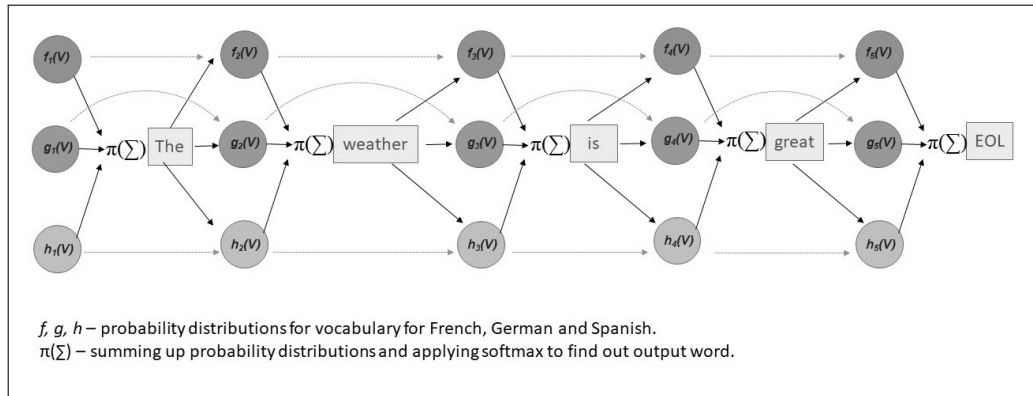 f₁(V) f₂(V) f₃(V) f₄(V) f₅(V)
g₁(V) π(∑) The g₂(V) π(∑) weather g₃(V) π(∑) is g₄(V) π(∑) great g₅(V) π(∑) EOL
h₁(V) h₂(V) h₃(V) h₄(V) h₅(V)
f, g, h – probability distributions for vocabulary for French, German and Spanish.
π(∑) – summing up probability distributions and applying softmax to find out output word.